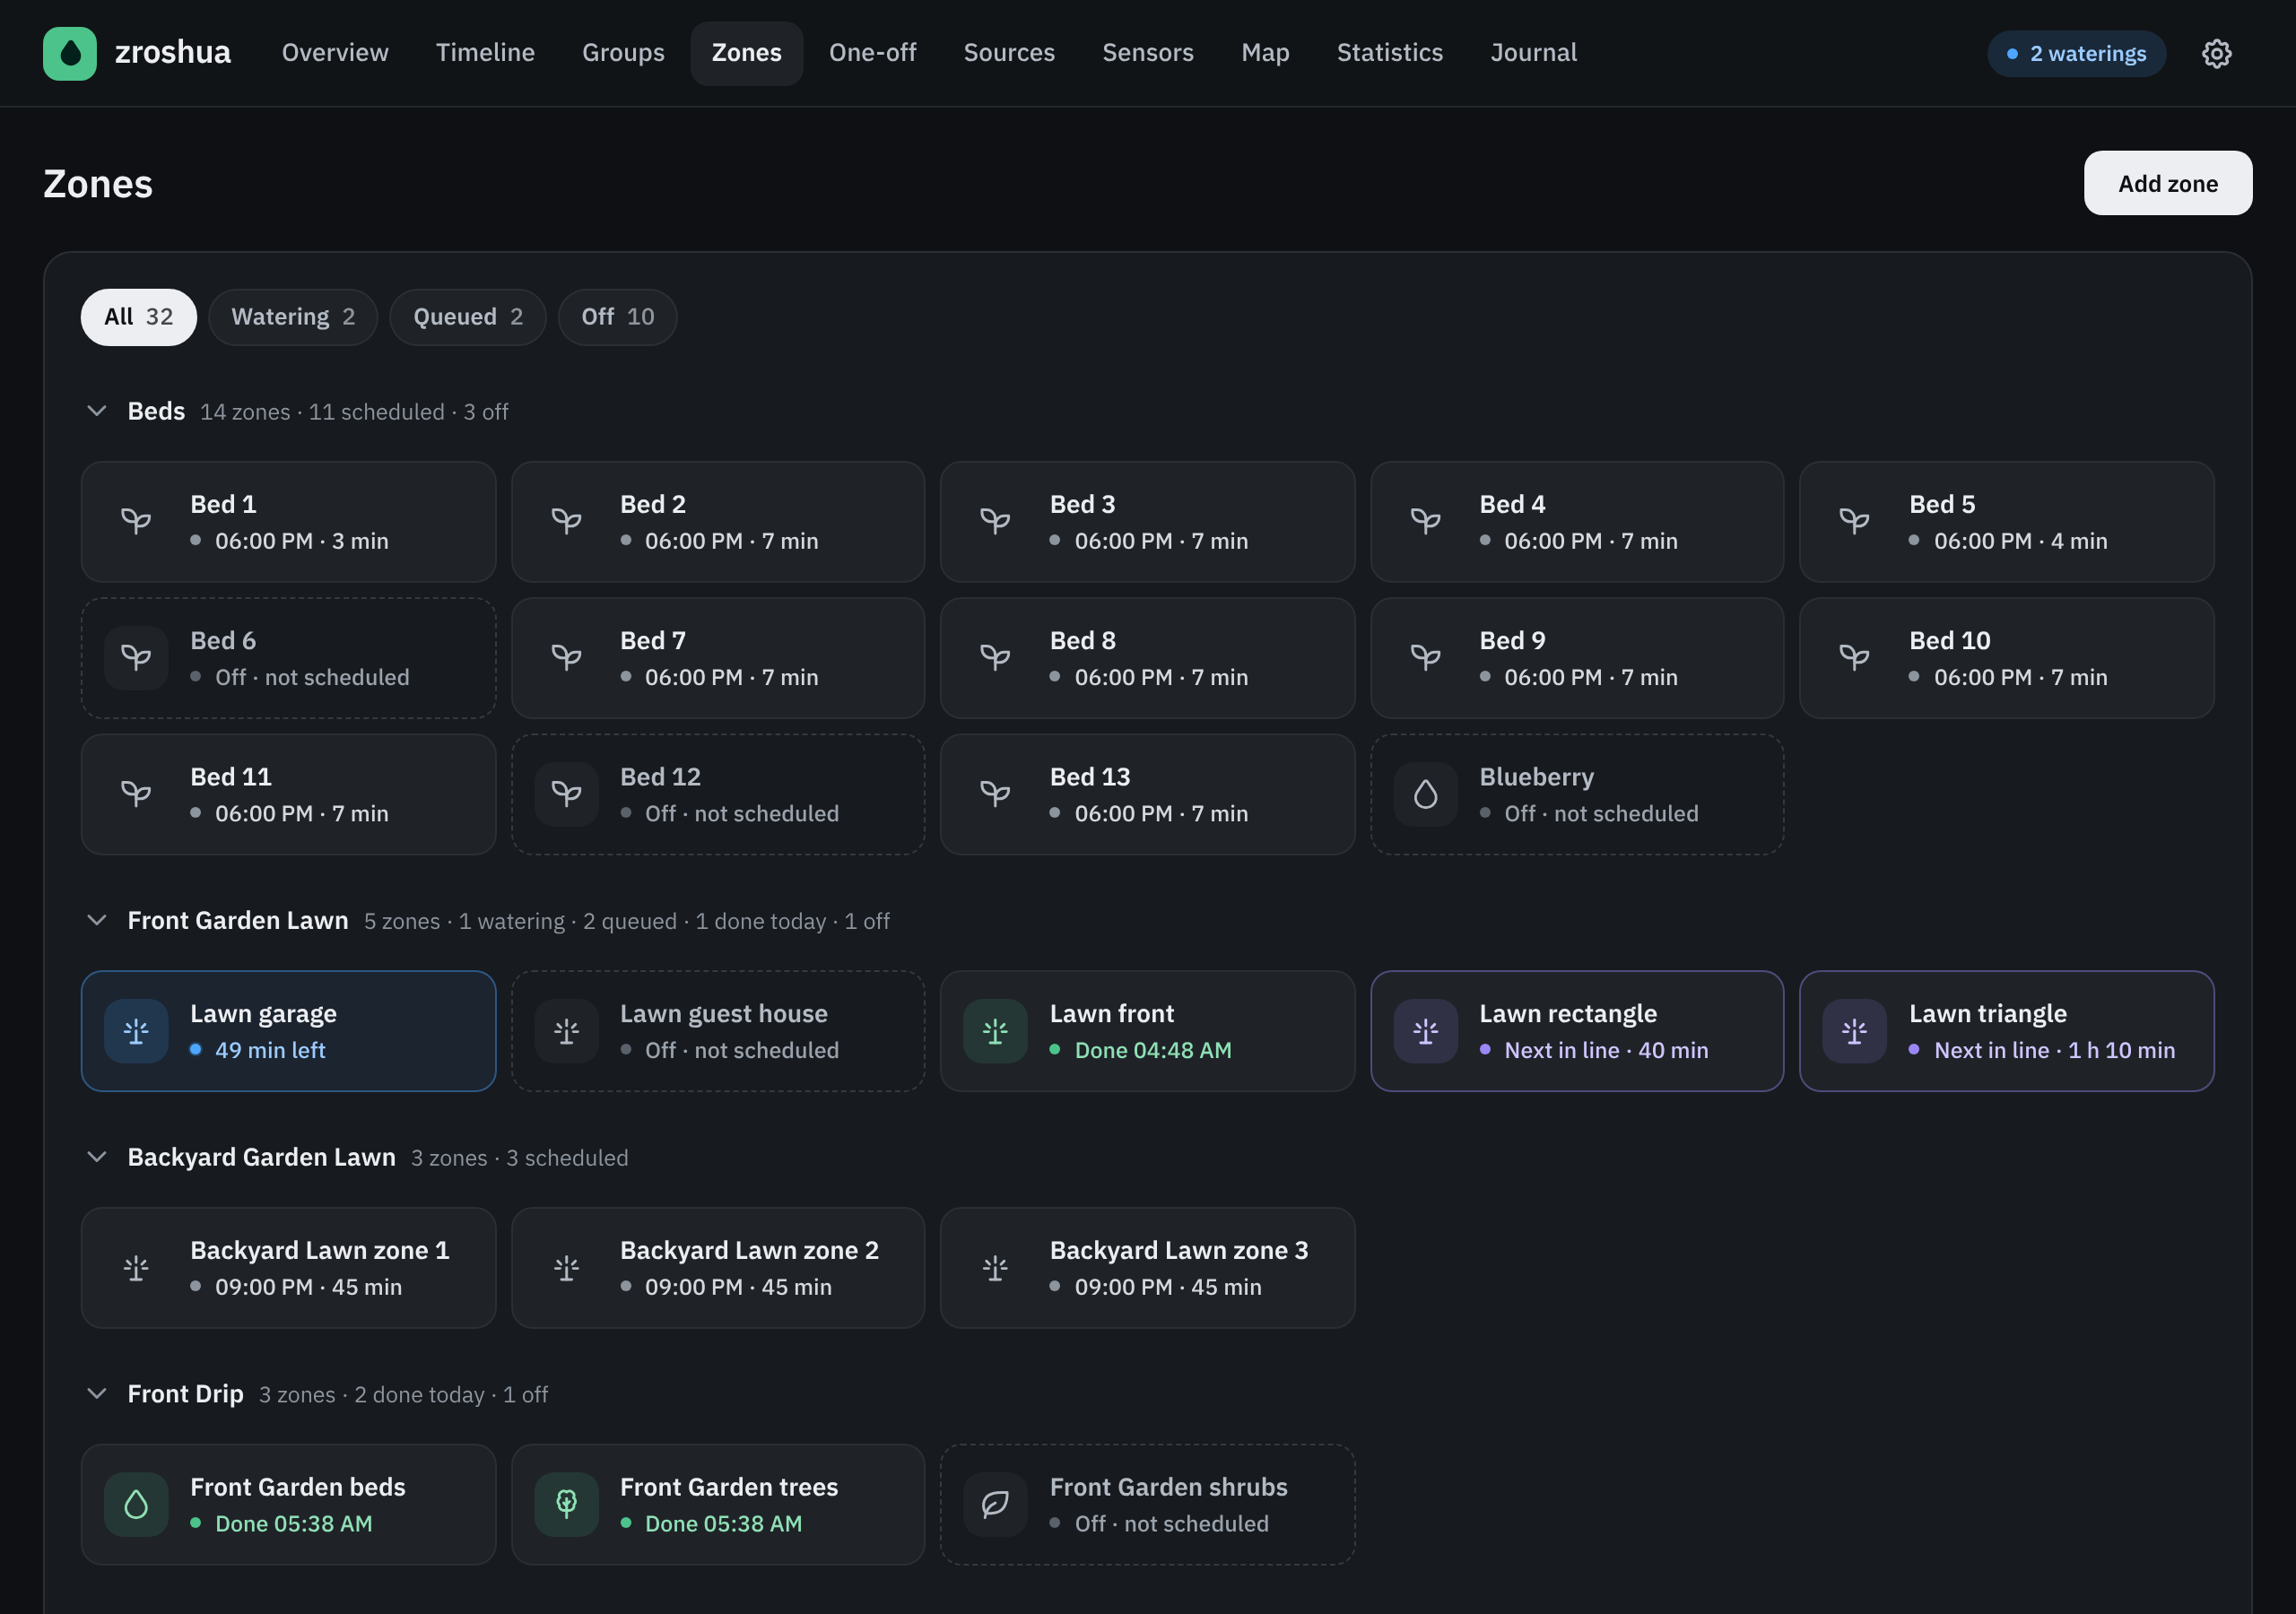 zroshua
Overview
Timeline
Groups
Zones
One-off
Sources
Sensors
Map
Statistics
Journal
2 waterings
Zones
Add zone
All 32
Watering 2
Queued 2
Off 10
Beds 14 zones · 11 scheduled · 3 off
Bed 1
06:00 PM · 3 min
Bed 2
06:00 PM · 7 min
Bed 3
06:00 PM · 7 min
Bed 4
06:00 PM · 7 min
Bed 5
06:00 PM · 4 min
Bed 6
Off · not scheduled
Bed 7
06:00 PM · 7 min
Bed 8
06:00 PM · 7 min
Bed 9
06:00 PM · 7 min
Bed 10
06:00 PM · 7 min
Bed 11
06:00 PM · 7 min
Bed 12
Off · not scheduled
Bed 13
06:00 PM · 7 min
Blueberry
Off · not scheduled
Front Garden Lawn 5 zones · 1 watering · 2 queued · 1 done today · 1 off
Lawn garage
49 min left
Lawn guest house
Off · not scheduled
Lawn front
Done 04:48 AM
Lawn rectangle
Next in line · 40 min
Lawn triangle
Next in line · 1 h 10 min
Backyard Garden Lawn 3 zones · 3 scheduled
Backyard Lawn zone 1
09:00 PM · 45 min
Backyard Lawn zone 2
09:00 PM · 45 min
Backyard Lawn zone 3
09:00 PM · 45 min
Front Drip 3 zones · 2 done today · 1 off
Front Garden beds
Done 05:38 AM
Front Garden trees
Done 05:38 AM
Front Garden shrubs
Off · not scheduled